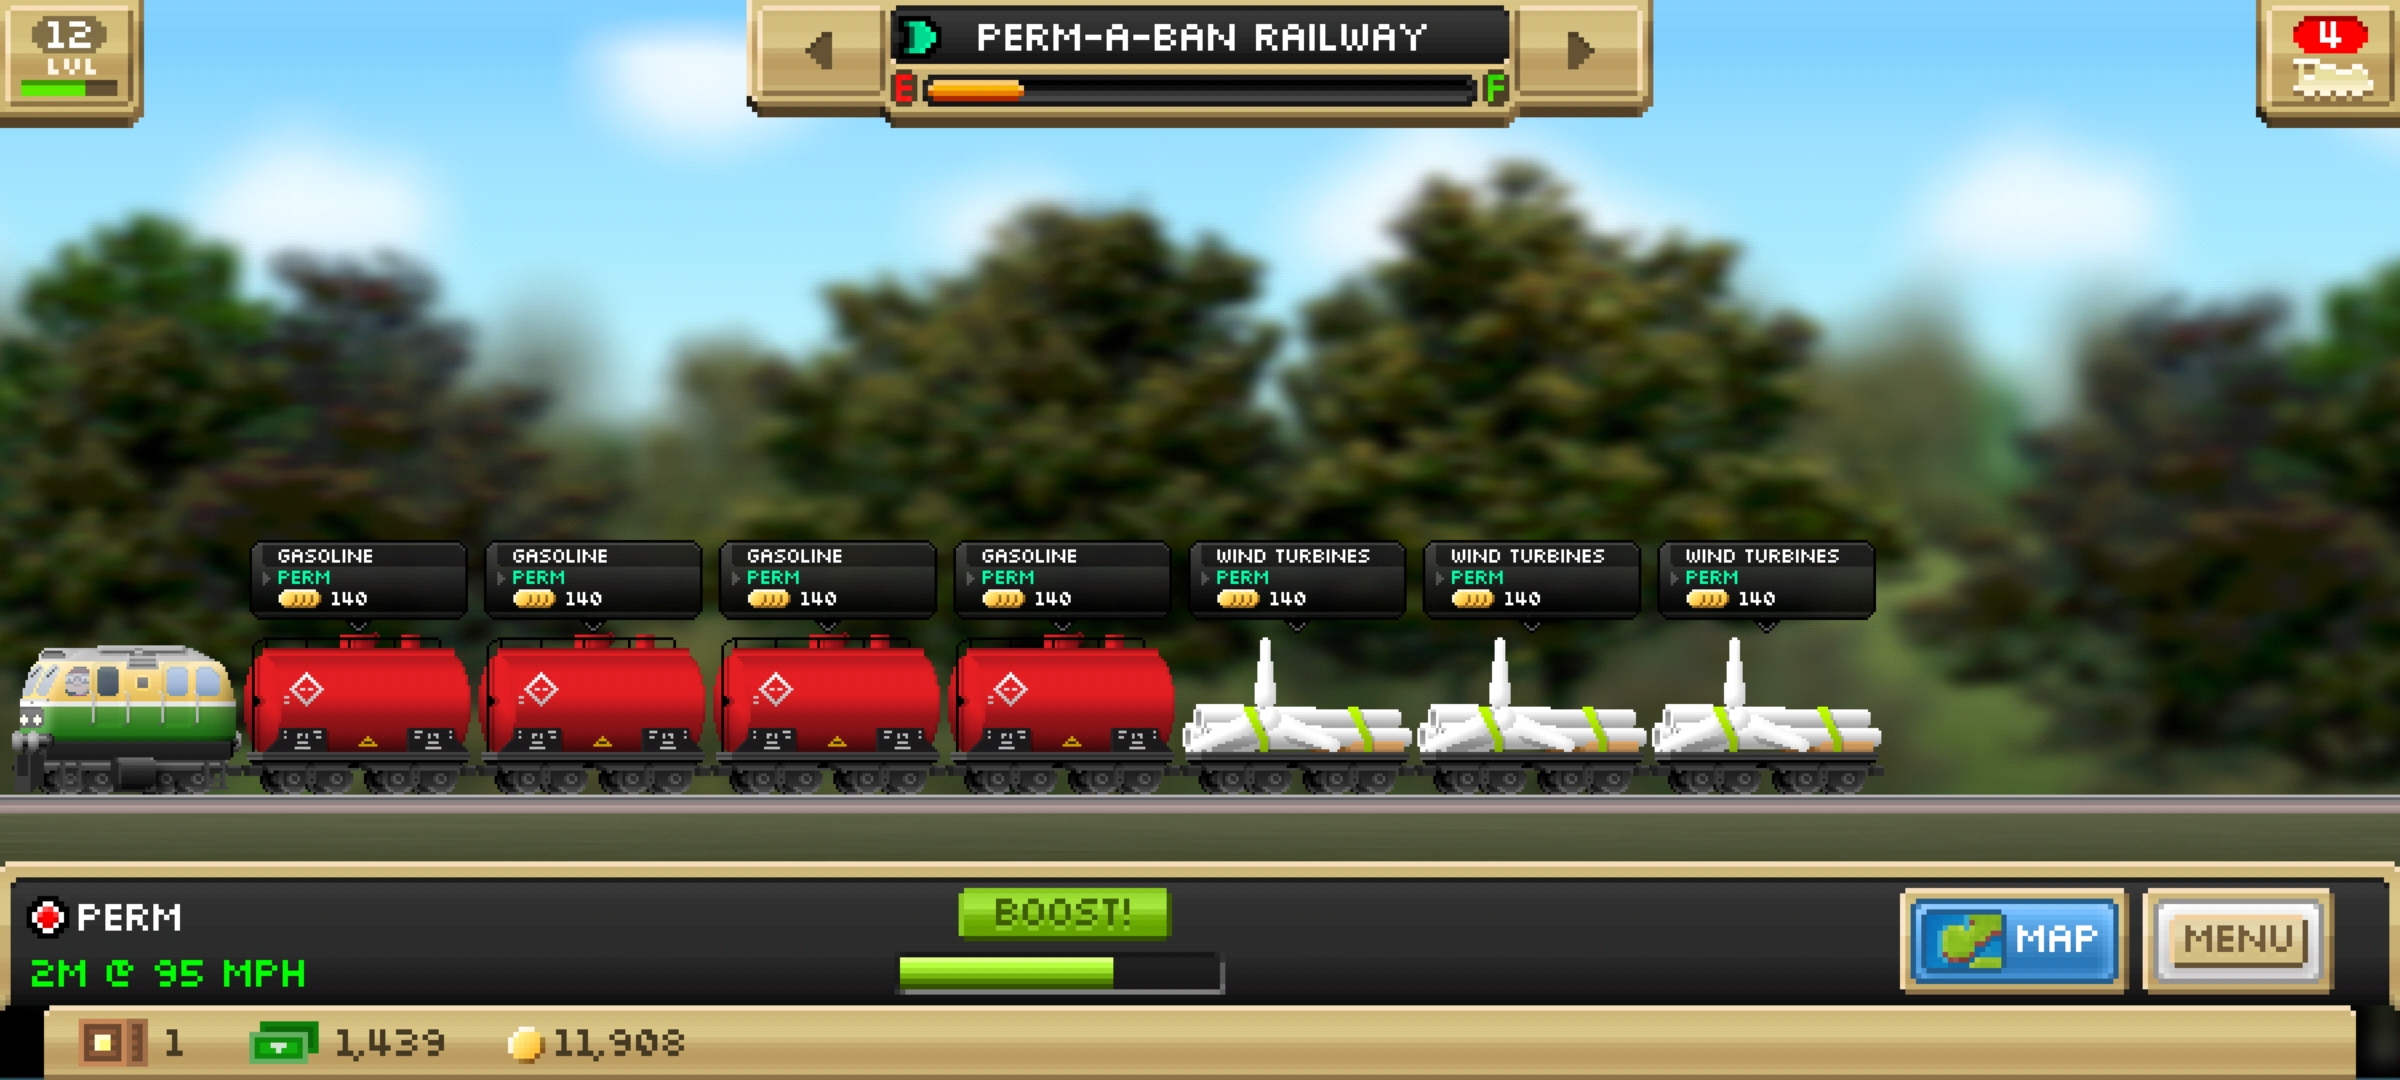 12
LVL
PERM-A-BAN RAILWAY
E
F
4
GASOLINE
PERM
140
GASOLINE
PERM
140
GASOLINE
PERM
140
GASOLINE
PERM
140
WIND TURBINES
PERM
140
WIND TURBINES
PERM
140
WIND TURBINES
PERM
140
PERM
2M @ 95 MPH
BOOST!
MAP
MENU
1
1,439
11,908